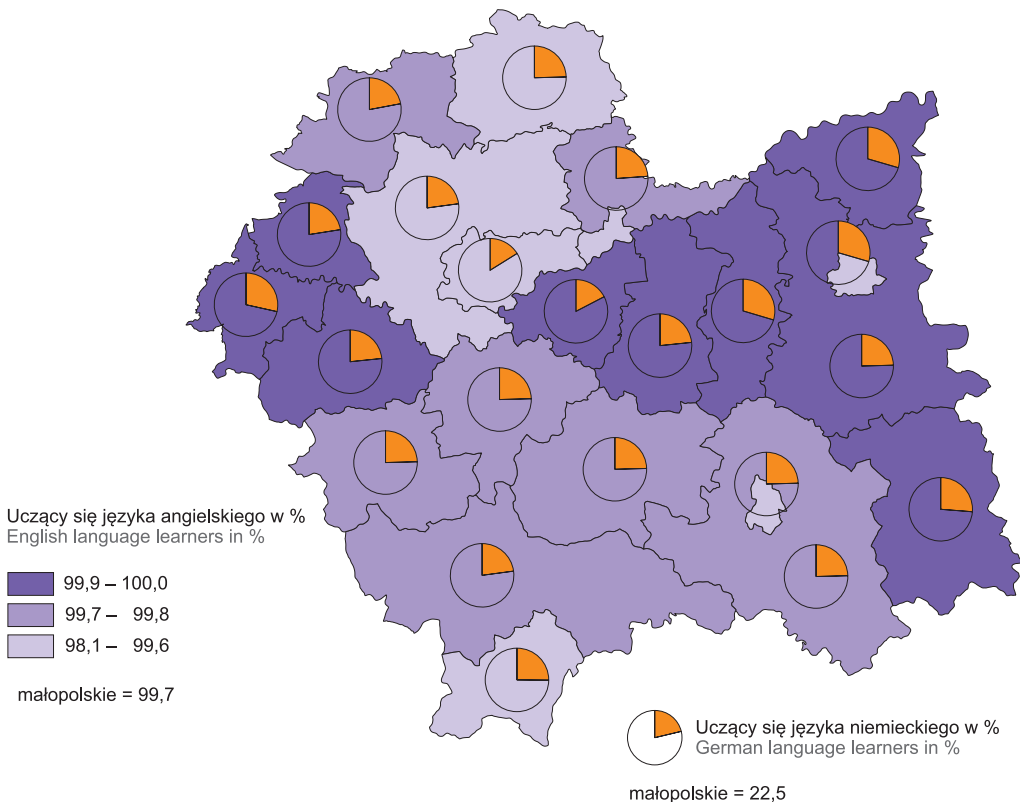 Uczący się języka angielskiego w %
English language learners in %
99,9 – 100,0
99,7 – 99,8
98,1 – 99,6
małopolskie = 99,7
Uczący się języka niemieckiego w %
German language learners in %
małopolskie = 22,5